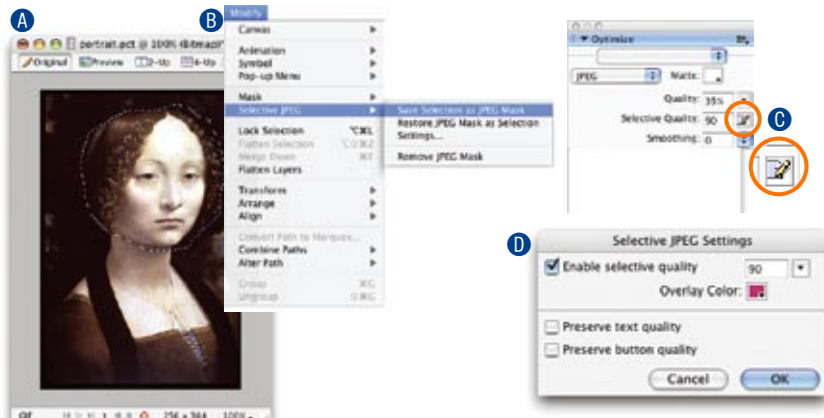 A
portrait.pct @ 100% (Bitmap
Original Preview 2-Up 4-Up
256 x 364 100%
B
Modify
Canvas
Animation
Symbol
Pop-up Menu
Mask
Selective JPEG
Lock Selection ⌥⌘L
Flatten Selection ⌥⇧⌘Z
Merge Down ⌘E
Flatten Layers
Transform
Arrange
Align
Convert Path to Marquee...
Combine Paths
Alter Path
Group ⌘G
Ungroup ⇧⌘G
Save Selection as JPEG Mask
Restore JPEG Mask as Selection
Settings...
Remove JPEG Mask
Optimize
JPEG Matte:
Quality: 35%
Selective Quality: 90
Smoothing: 0
C
D
Selective JPEG Settings
Enable selective quality 90
Overlay Color:
Preserve text quality
Preserve button quality
Cancel OK